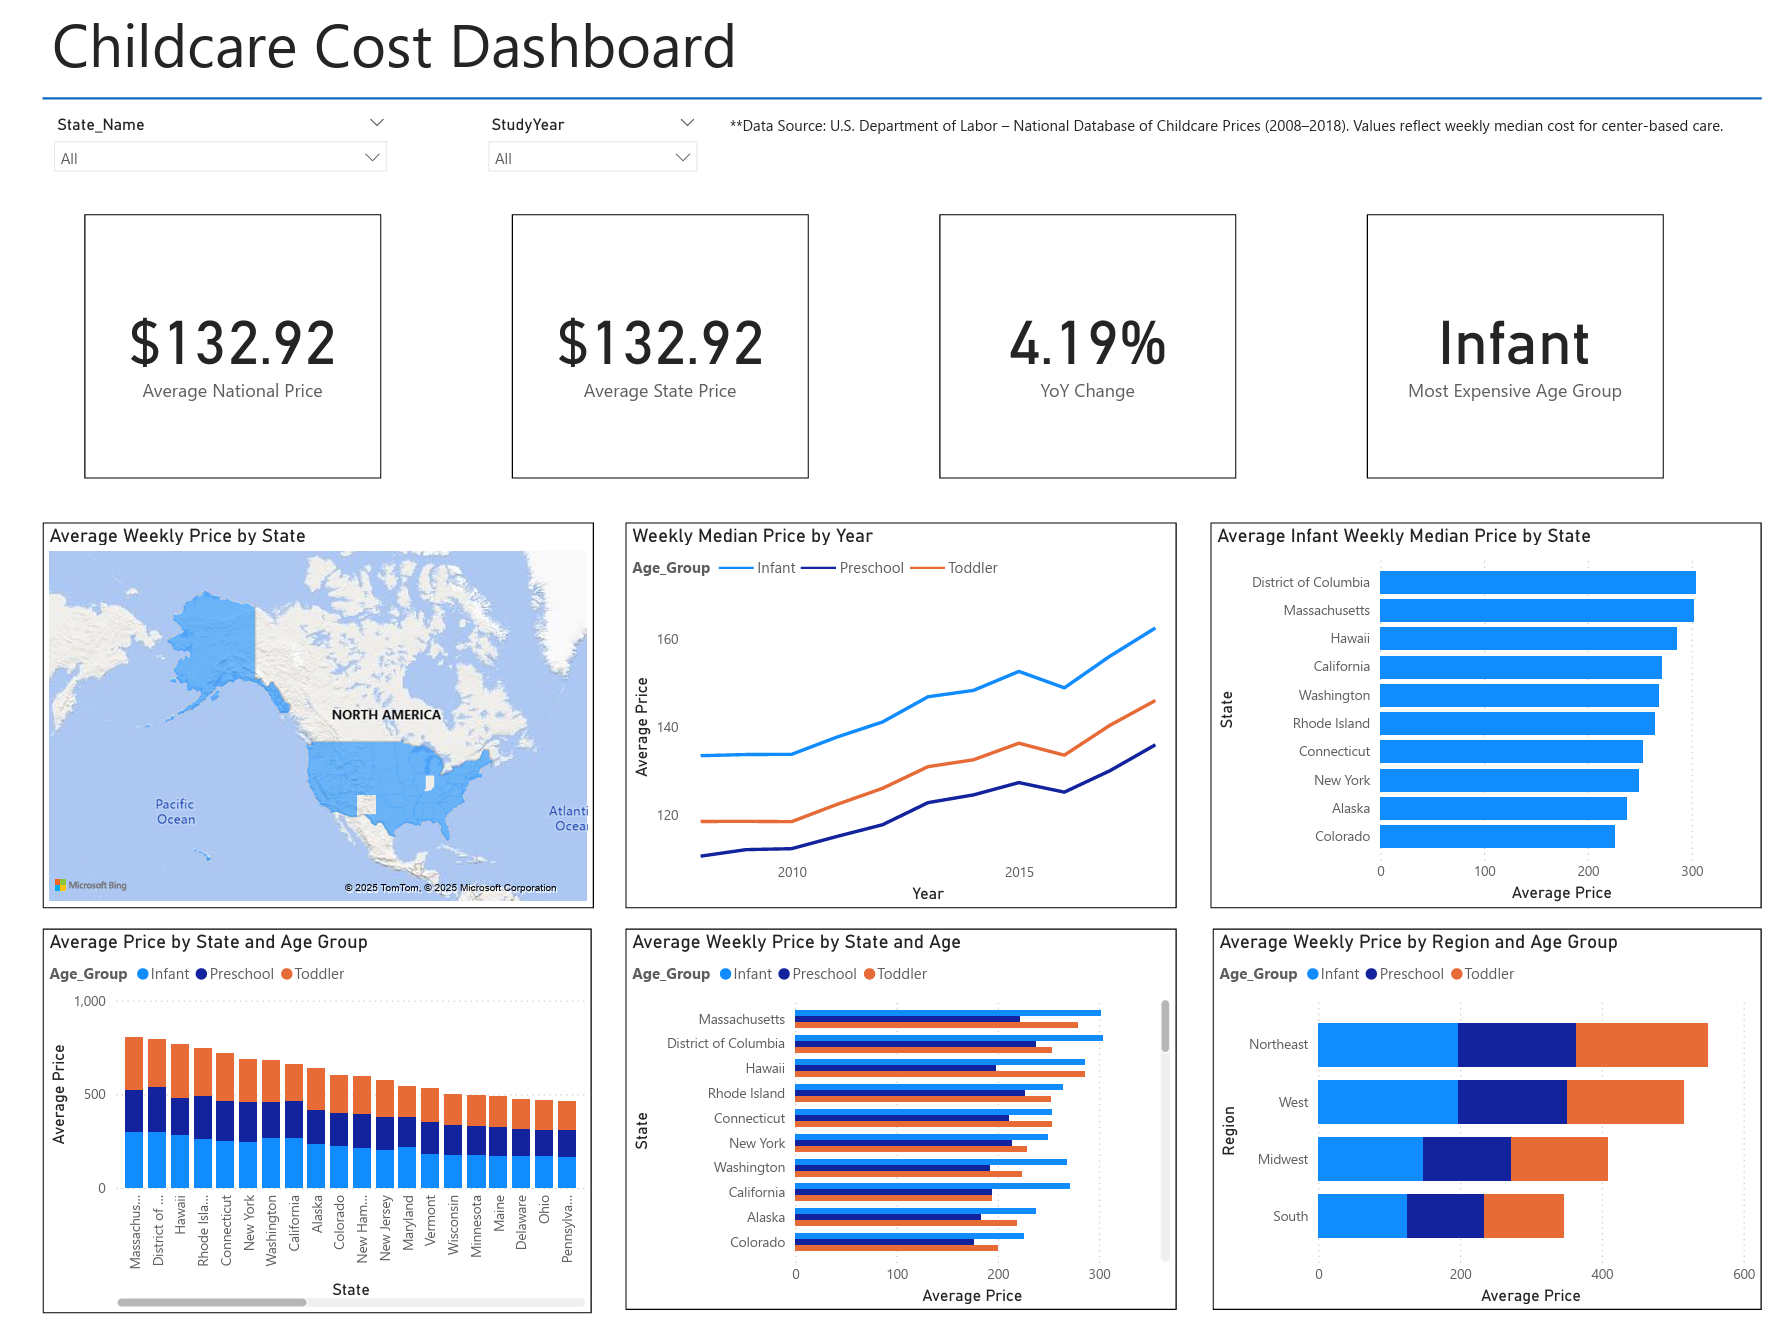 Childcare Cost Dashboard
State_Name
StudyYear
**Data Source: U.S. Department of Labor – National Database of Childcare Prices (2008–2018). Values reflect weekly median cost for center-based care.
All
All
$132.92
Average National Price
$132.92
Average State Price
4.19%
YoY Change
Infant
Most Expensive Age Group
Average Weekly Price by State
NORTH AMERICA
Pacific
Ocean
Atlanti
Ocean
Microsoft Bing
© 2025 TomTom, © 2025 Microsoft Corporation
Weekly Median Price by Year
Age_Group Infant Preschool Toddler
Average Price
160
140
120
2010 2015
Year
Average Infant Weekly Median Price by State
State
District of Columbia
Massachusetts
Hawaii
California
Washington
Rhode Island
Connecticut
New York
Alaska
Colorado
0 100 200 300
Average Price
Average Price by State and Age Group
Age_Group Infant Preschool Toddler
Average Price
1,000
500
0
Massachus...
District of ...
Hawaii
Rhode Isla...
Connecticut
New York
Washington
California
Alaska
Colorado
New Ham...
New Jersey
Maryland
Vermont
Wisconsin
Minnesota
Maine
Delaware
Ohio
Pennsylva...
State
Average Weekly Price by State and Age
Age_Group Infant Preschool Toddler
State
Massachusetts
District of Columbia
Hawaii
Rhode Island
Connecticut
New York
Washington
California
Alaska
Colorado
0 100 200 300
Average Price
Average Weekly Price by Region and Age Group
Age_Group Infant Preschool Toddler
Region
Northeast
West
Midwest
South
0 200 400 600
Average Price